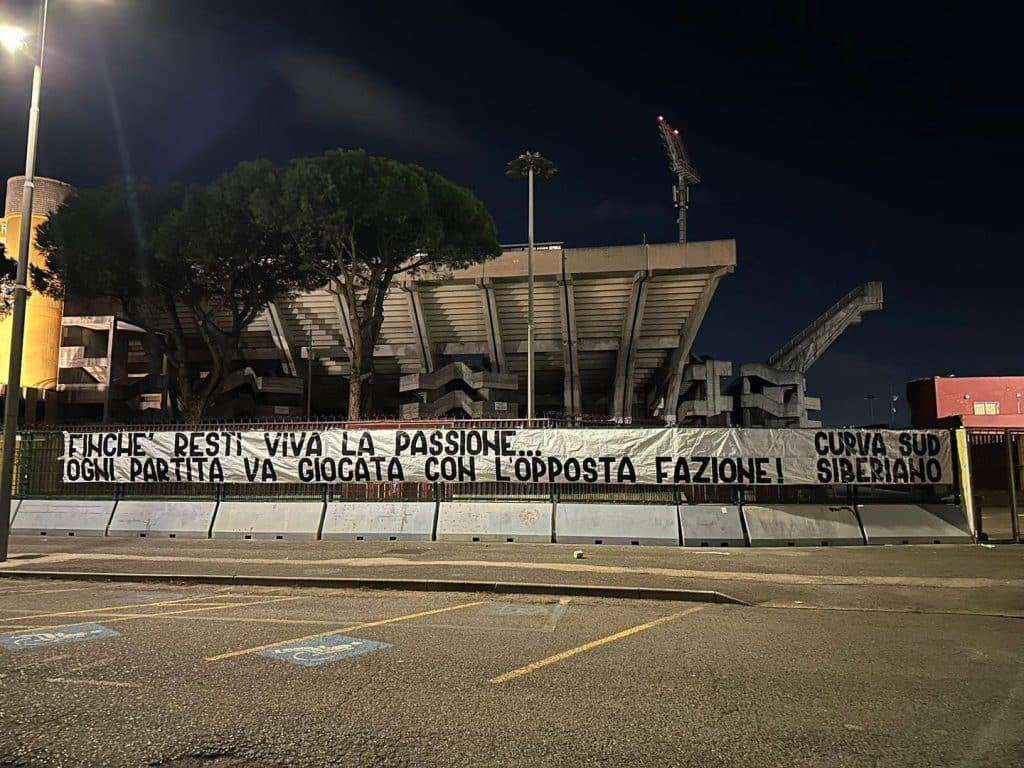 FINCHE' RESTI VIVA LA PASSIONE...
OGNI PARTITA VA GIOCATA CON L'OPPOSTA FAZIONE!
CURVA SUD
SIBERIANO